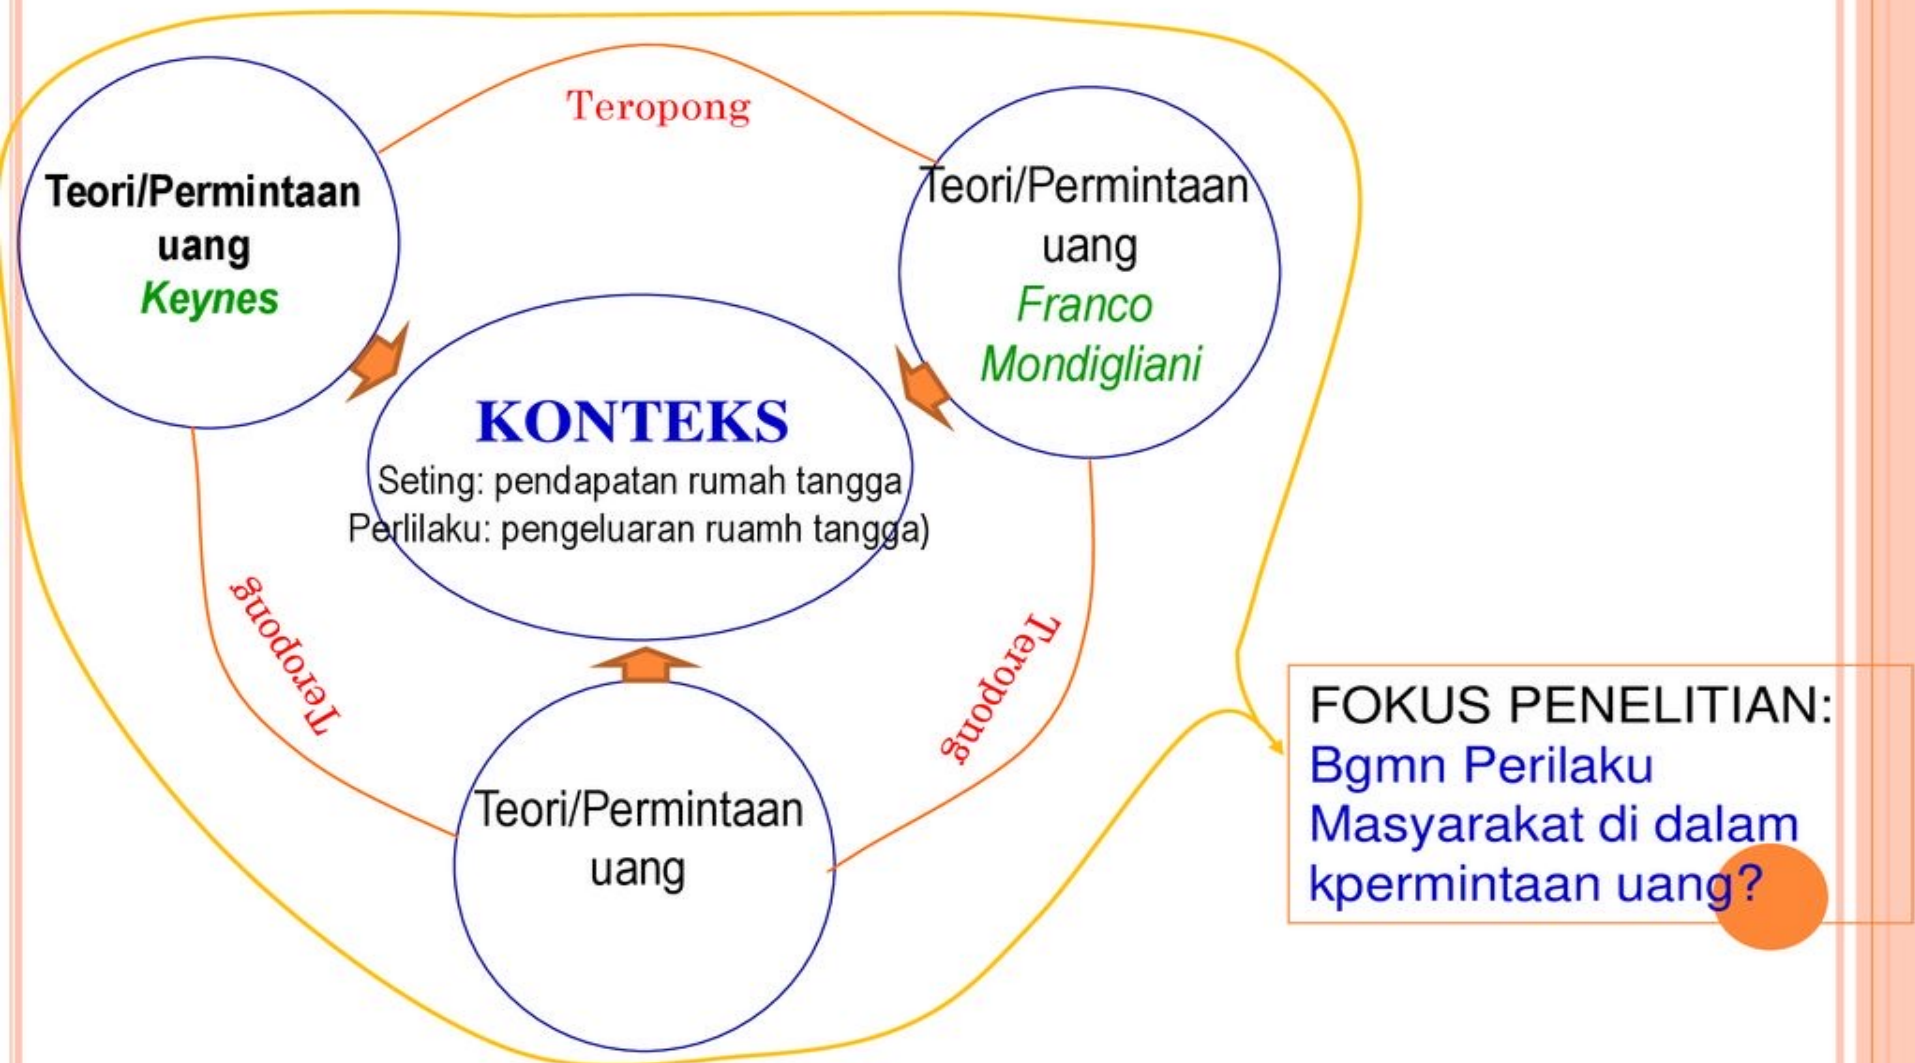 Teropong
Teori/Permintaan
uang
Keynes
Teori/Permintaan
uang
Franco
Mondigliani
KONTEKS
Seting: pendapatan rumah tangga
Perlilaku: pengeluaran ruamh tangga)
Teropong
Teropong
Teori/Permintaan
uang
FOKUS PENELITIAN:
Bgmn Perilaku
Masyarakat di dalam
kpermintaan uang?